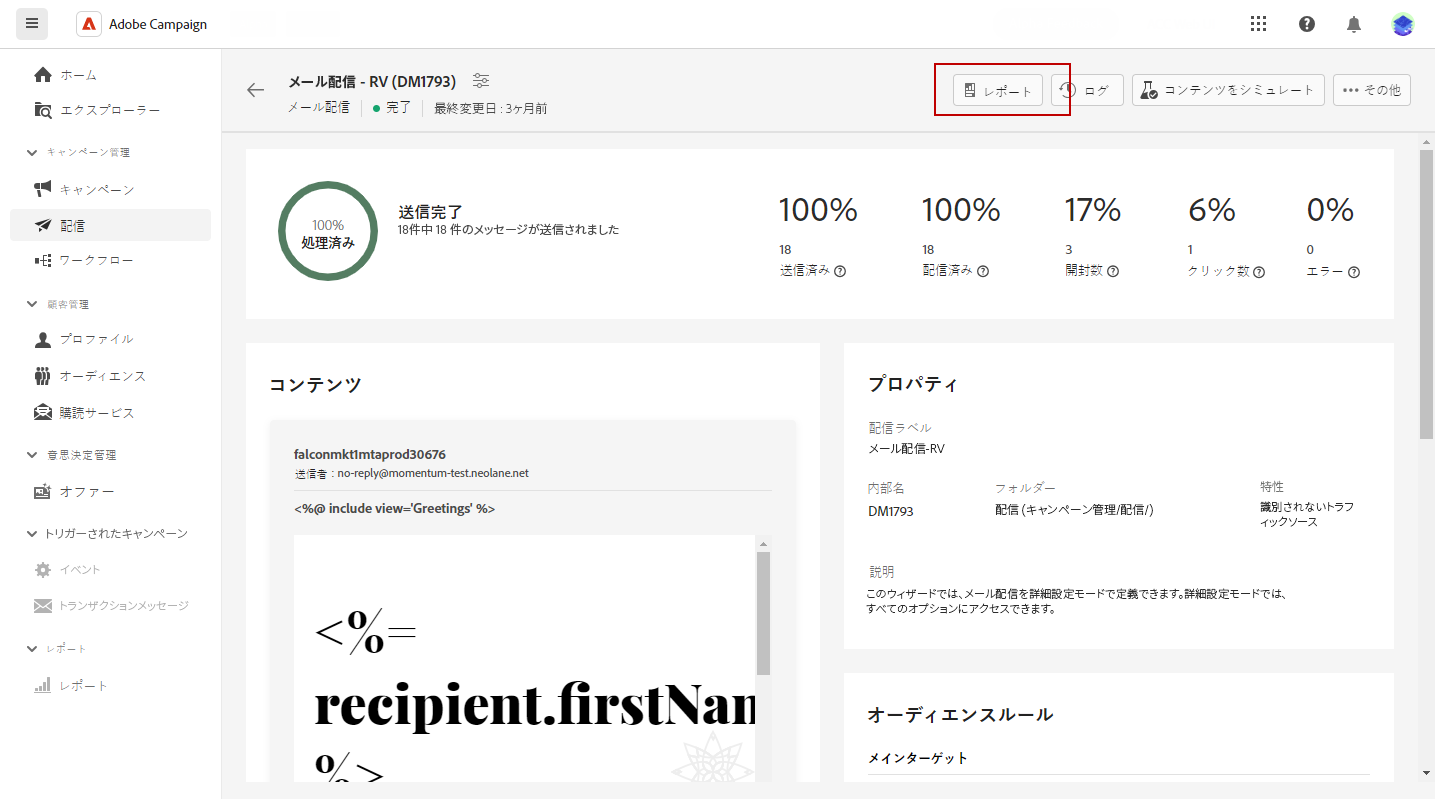 Adobe Campaign
ホーム
エクスプローラー
キャンペーン管理
キャンペーン
配信
ワークフロー
顧客管理
プロファイル
オーディエンス
購読サービス
意思決定管理
オファー
トリガーされたキャンペーン
イベント
トランザクションメッセージ
レポート
レポート
メール配信 - RV (DM1793)
メール配信 完了 最終変更日 : 3ヶ月前
レポート ログ コンテンツをシミュレート その他
100%
処理済み
送信完了
18件中 18 件のメッセージが送信されました
100% 100% 17% 6% 0%
18 18 3 1 0
送信済み 配信済み 開封数 クリック数 エラー
コンテンツ
falconmkt1mtaprod30676
送信者 : no-reply@momentum-test.neolane.net
<%@ include view='Greetings' %>
<%=
recipient.firstNam
%>
プロパティ
配信ラベル
メール配信-RV
内部名 フォルダー 特性
DM1793 配信 (キャンペーン管理/配信/) 識別されないトラフ
ィックソース
説明
このウィザードでは、メール配信を詳細設定モードで定義できます。詳細設定モードでは、
すべてのオプションにアクセスできます。
オーディエンスルール
メインターゲット